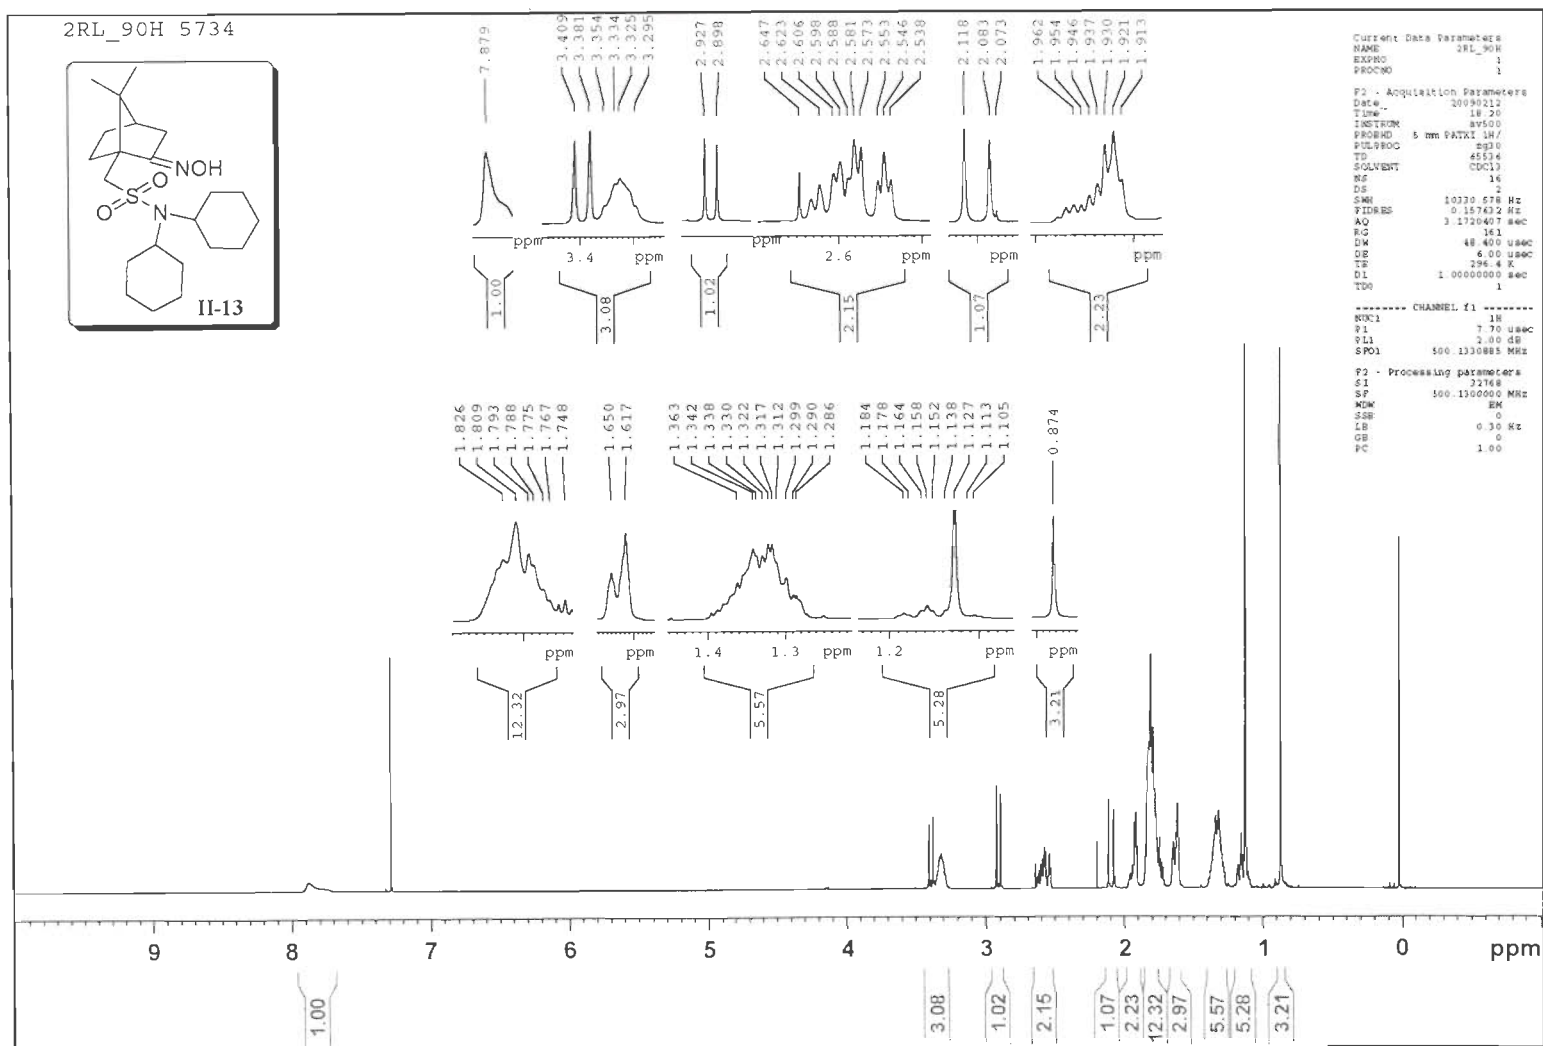 2RL_90H 5734
NOH
O
S
O
N
II-13
7.879
3.409
3.381
3.354
3.334
3.325
3.295
2.927
2.898
2.647
2.623
2.606
2.598
2.588
2.581
2.573
2.553
2.546
2.538
2.118
2.083
2.073
1.962
1.954
1.946
1.937
1.930
1.921
1.913
ppm
3.4 ppm
ppm
2.6 ppm
ppm
ppm
1.00
3.08
1.02
2.15
1.07
2.23
Current Data Parameters
NAME 2RL_90H
EXPNO 1
PROCNO 1
F2 - Acquisition Parameters
Date_ 20090212
Time 18.20
INSTRUM av500
PROBHD 5 mm PATXI 1H/
PULPROG zg30
TD 65536
SOLVENT CDCl3
NS 16
DS 2
SWH 10330.578 Hz
FIDRES 0.157632 Hz
AQ 3.1720407 sec
RG 161
DW 48.400 usec
DE 6.00 usec
TE 296.4 K
D1 1.00000000 sec
TD0 1
-------- CHANNEL f1 --------
NUC1 1H
P1 7.70 usec
PL1 2.00 dB
SFO1 500.1330885 MHz
F2 - Processing parameters
SI 32768
SF 500.1300000 MHz
WDW EM
SSB 0
LB 0.30 Hz
GB 0
PC 1.00
1.826
1.809
1.793
1.788
1.775
1.767
1.748
1.650
1.617
1.363
1.342
1.338
1.330
1.322
1.317
1.312
1.299
1.290
1.286
1.184
1.178
1.164
1.158
1.152
1.138
1.127
1.113
1.105
0.874
ppm
ppm
1.4 1.3 ppm
1.2 ppm
ppm
12.32
2.97
5.57
5.28
3.21
9 8 7 6 5 4 3 2 1 0 ppm
1.00
3.08
1.02
2.15
1.07
2.23
12.32
2.97
5.57
5.28
3.21